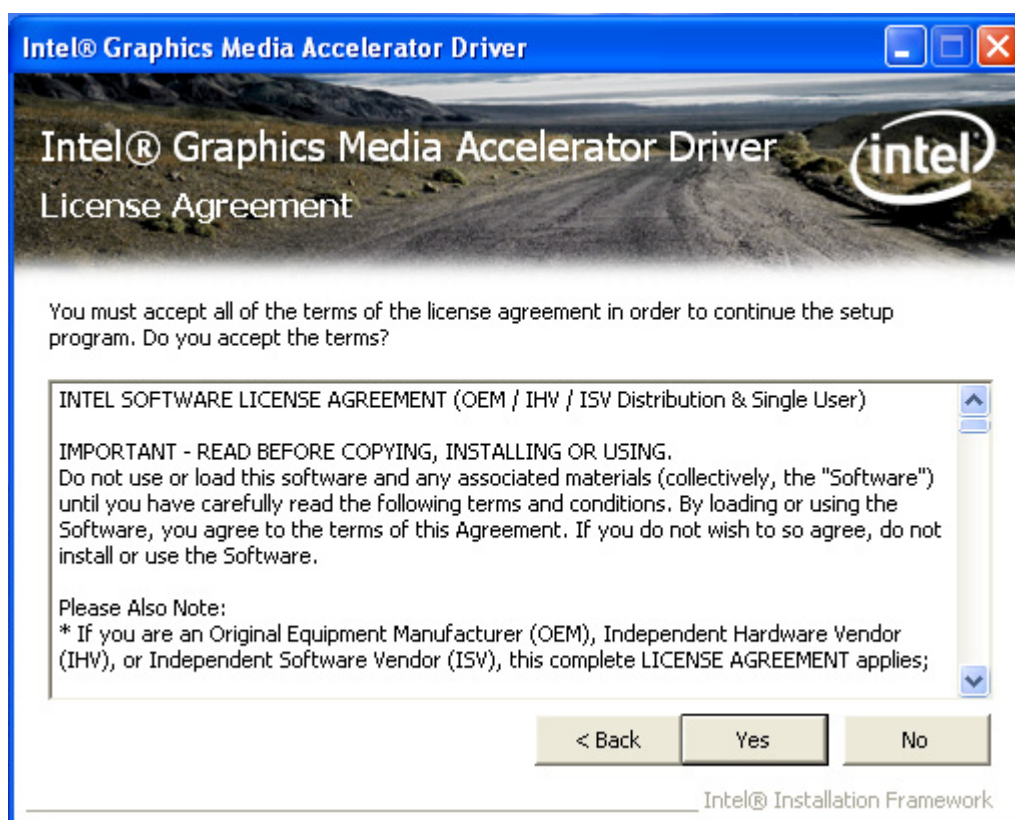 Intel® Graphics Media Accelerator Driver
Intel® Graphics Media Accelerator Driver
intel
License Agreement
You must accept all of the terms of the license agreement in order to continue the setup
program. Do you accept the terms?
INTEL SOFTWARE LICENSE AGREEMENT (OEM / IHV / ISV Distribution & Single User)
IMPORTANT - READ BEFORE COPYING, INSTALLING OR USING.
Do not use or load this software and any associated materials (collectively, the "Software")
until you have carefully read the following terms and conditions. By loading or using the
Software, you agree to the terms of this Agreement. If you do not wish to so agree, do not
install or use the Software.
Please Also Note:
* If you are an Original Equipment Manufacturer (OEM), Independent Hardware Vendor
(IHV), or Independent Software Vendor (ISV), this complete LICENSE AGREEMENT applies;
< Back
Yes
No
Intel® Installation Framework